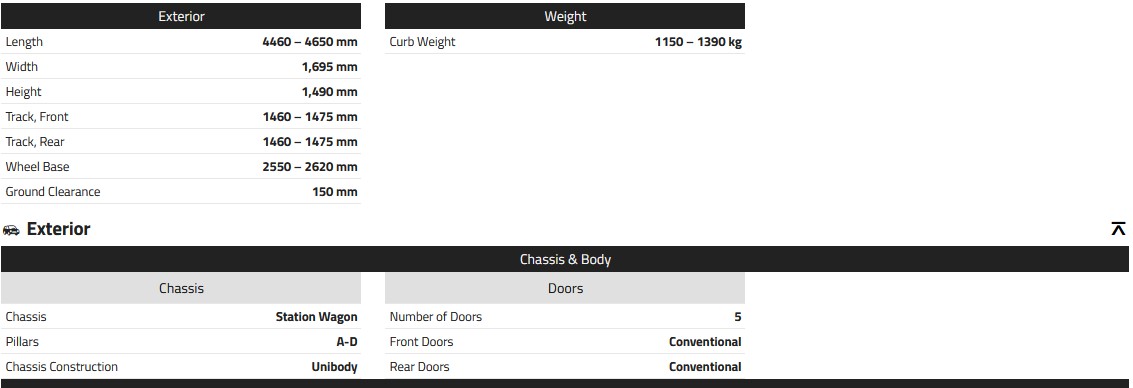 Exterior
Length 4460 – 4650 mm
Width 1,695 mm
Height 1,490 mm
Track, Front 1460 – 1475 mm
Track, Rear 1460 – 1475 mm
Wheel Base 2550 – 2620 mm
Ground Clearance 150 mm
Weight
Curb Weight 1150 – 1390 kg
Exterior
Chassis & Body
Chassis
Chassis Station Wagon
Pillars A-D
Chassis Construction Unibody
Doors
Number of Doors 5
Front Doors Conventional
Rear Doors Conventional